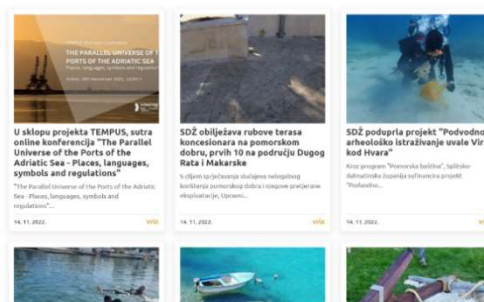 THE PARALLEL UNIVERSE OF T
PORTS OF THE ADRIATIC SEA
U sklopu projekta TEMPUS, sutra
online konferencija "The Parallel
Universe of the Ports of the
Adriatic Sea - Places, languages,
symbols and regulations"
"The Parallel Universe of the Ports of the Adriatic
Sea - Places, languages, symbols and
regulations"...
14. 11. 2022.
VIŠE
SDŽ obilježava rubove terasa
koncesionara na pomorskom
dobru, prvih 10 na području Dugog
Rata i Makarske
S ciljem sprječavanja slučajeva nelegalnog
korištenja pomorskog dobra i njegove pretjerane
eksploatacije, Upravni...
14. 11. 2022.
VIŠE
SDŽ poduprla projekt "Podvodno
arheološko istraživanje uvale Vir
kod Hvara"
Kroz program "Pomorska baština", Splitsko-
dalmatinska županija sufinancira projekt
"Podvodno...
14. 11. 2022.